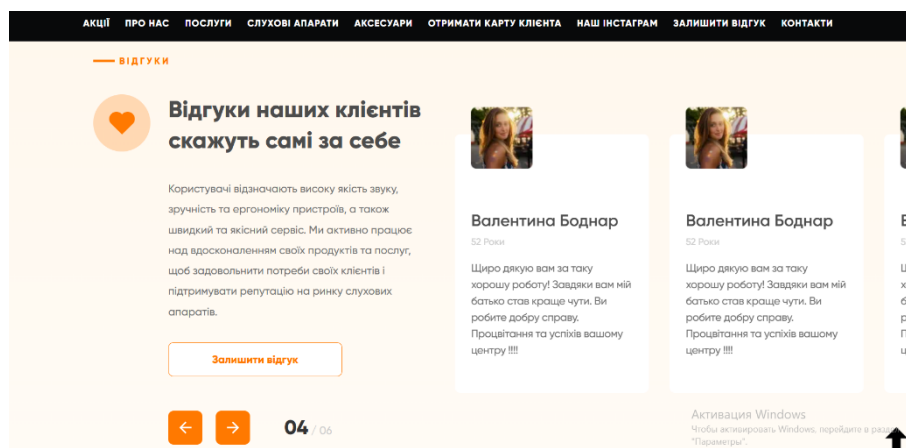 АКЦІЇ ПРО НАС ПОСЛУГИ СЛУХОВІ АПАРАТИ АКСЕСУАРИ ОТРИМАТИ КАРТУ КЛІЄНТА НАШ ІНСТАГРАМ ЗАЛИШИТИ ВІДГУК КОНТАКТИ
ВІДГУКИ
Відгуки наших клієнтів
скажуть самі за себе
Користувачі відзначають високу якість звуку,
зручність та ергономіку пристроїв, а також
швидкий та якісний сервіс. Ми активно працює
над вдосконаленням своїх продуктів та послуг,
щоб задовольнити потреби своїх клієнтів і
підтримувати репутацію на ринку слухових
апаратів.
Залишити відгук
04 / 06
Валентина Боднар
52 Роки
Щиро дякую вам за таку
хорошу роботу! Завдяки вам мій
батько став краще чути. Ви
робите добру справу.
Процвітання та успіхів вашому
центру !!!!
Валентина Боднар
52 Роки
Щиро дякую вам за таку
хорошу роботу! Завдяки вам мій
батько став краще чути. Ви
робите добру справу.
Процвітання та успіхів вашому
центру !!!!
Активация Windows
Чтобы активировать Windows, перейдите в разде
"Параметры".